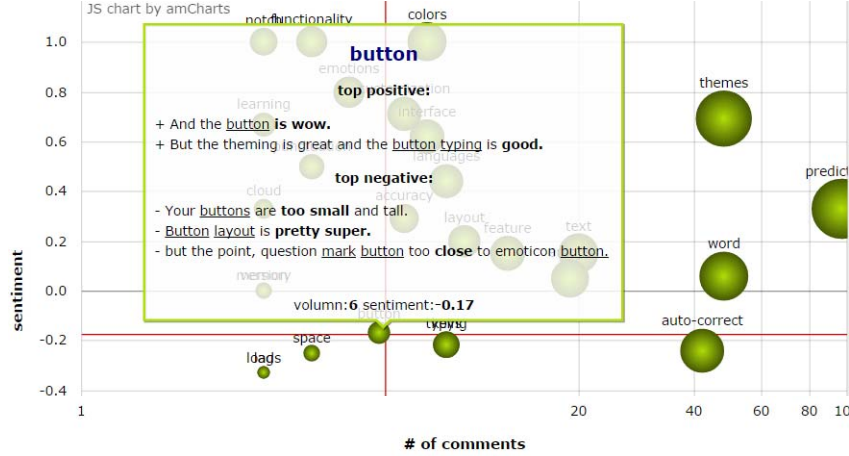 JS chart by amCharts
functionality
colors
button
emotions
top positive:
learning
interface
+ And the button is wow.
+ But the theming is great and the button typing is good.
languages
top negative:
cloud
accuracy
- Your buttons are too small and tall.
layout
feature
text
- Button layout is pretty super.
- but the point, question mark button too close to emoticon button.
volumn:6 sentiment:-0.17
button
typing
space
themes
predict
word
auto-correct
sentiment
1.0
0.8
0.6
0.4
0.2
0.0
-0.2
-0.4
1
20
40
60
80
10
# of comments